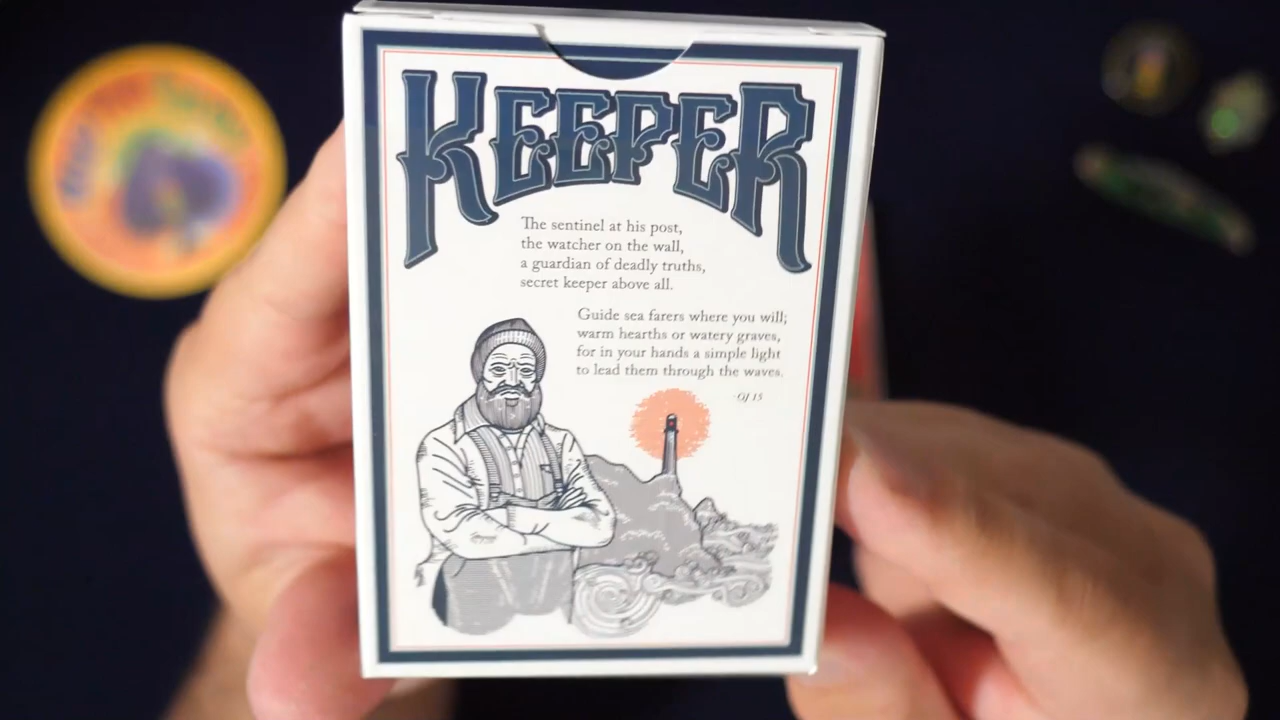 KEEPER
The sentinel at his post,
the watcher on the wall,
a guardian of deadly truths,
secret keeper above all.
Guide sea farers where you will;
warm hearths or watery graves,
for in your hands a simple light
to lead them through the waves.
-OJ 15